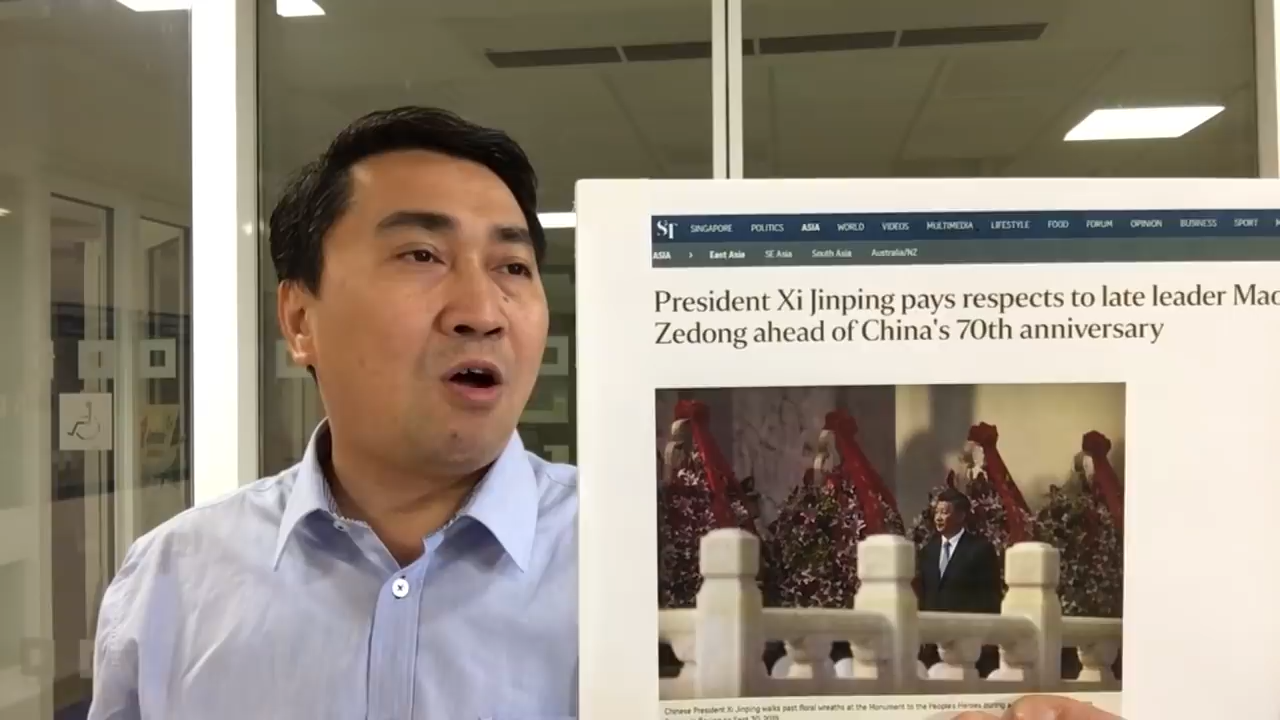 ST SINGAPORE POLITICS ASIA WORLD VIDEOS MULTIMEDIA LIFESTYLE FOOD FORUM OPINION BUSINESS SPORT
ASIA > East Asia SE Asia South Asia Australia/NZ
President Xi Jinping pays respects to late leader Mao
Zedong ahead of China's 70th anniversary
Chinese President Xi Jinping walks past floral wreaths at the Monument to the People's Heroes during a